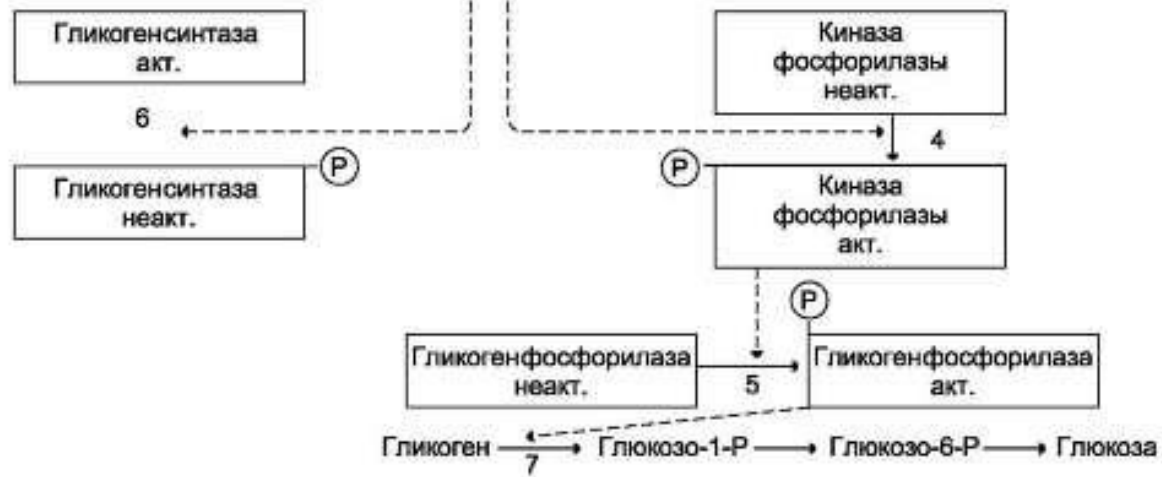 Гликогенсинтаза
акт.
Киназа
фосфорилазы
неакт.
6
4
P
P
Гликогенсинтаза
неакт.
Киназа
фосфорилазы
акт.
P
Гликогенфосфорилаза
неакт.
5
Гликогенфосфорилаза
акт.
Гликоген
7
Глюкозо-1-P
Глюкозо-6-P
Глюкоза